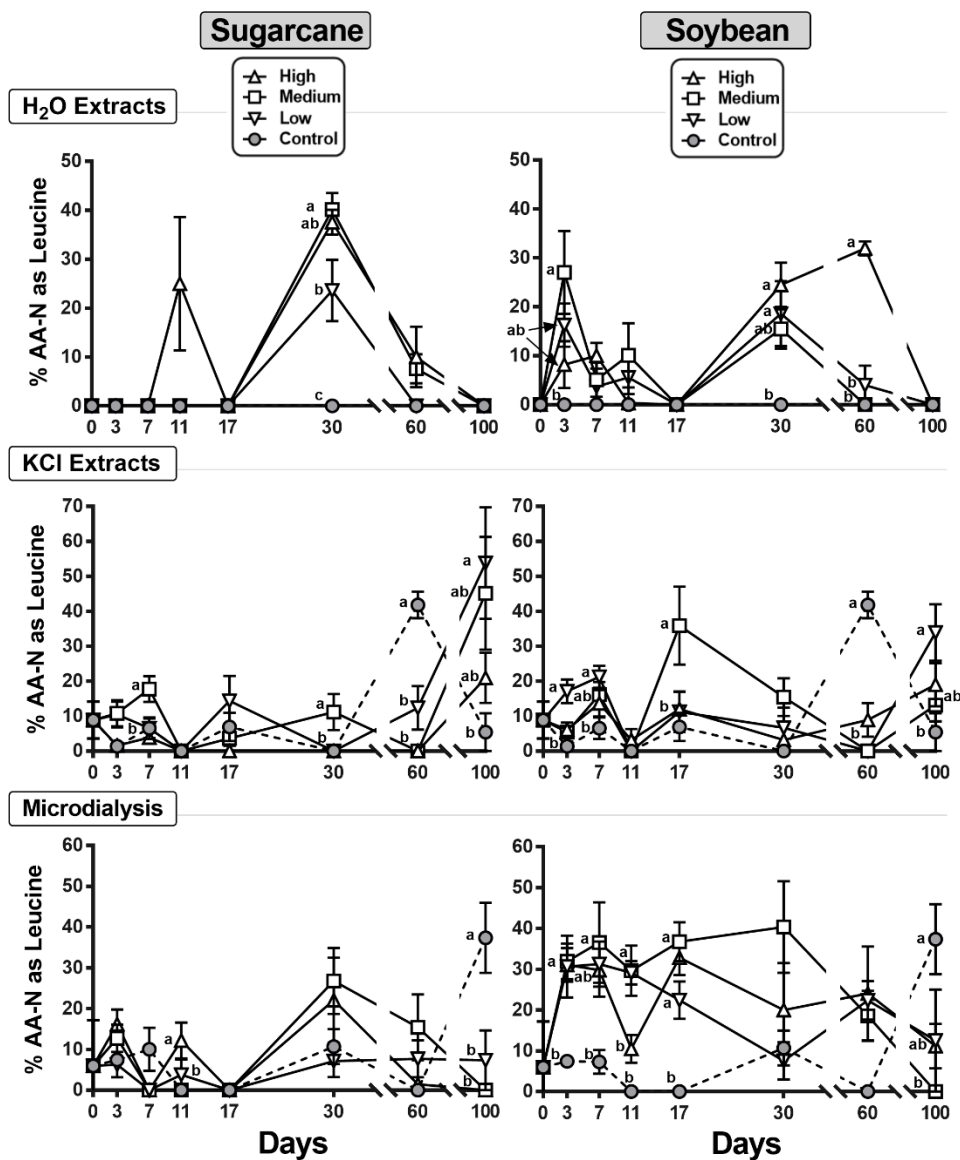 Sugarcane
Soybean
High
Medium
Low
Control
High
Medium
Low
Control
H2O Extracts
% AA-N as Leucine
50
40
30
20
10
0
a
ab
b
c
0 3 7 11 17 30 60 100
50
40
30
20
10
0
a
ab
b
a
a
ab
b
a
b
b
0 3 7 11 17 30 60 100
KCl Extracts
% AA-N as Leucine
70
60
50
40
30
20
10
0
a
b
a
b
a
b
a
ab
ab
b
0 3 7 11 17 30 60 100
70
60
50
40
30
20
10
0
a
b
a
ab
b
a
b
a
b
a
ab
b
0 3 7 11 17 30 60 100
Microdialysis
% AA-N as Leucine
60
50
40
30
20
10
0
a
b
a
b
b
0 3 7 11 17 30 60 100
Days
60
50
40
30
20
10
0
a
b
a
ab
b
a
b
b
a
a
b
a
ab
b
0 3 7 11 17 30 60 100
Days